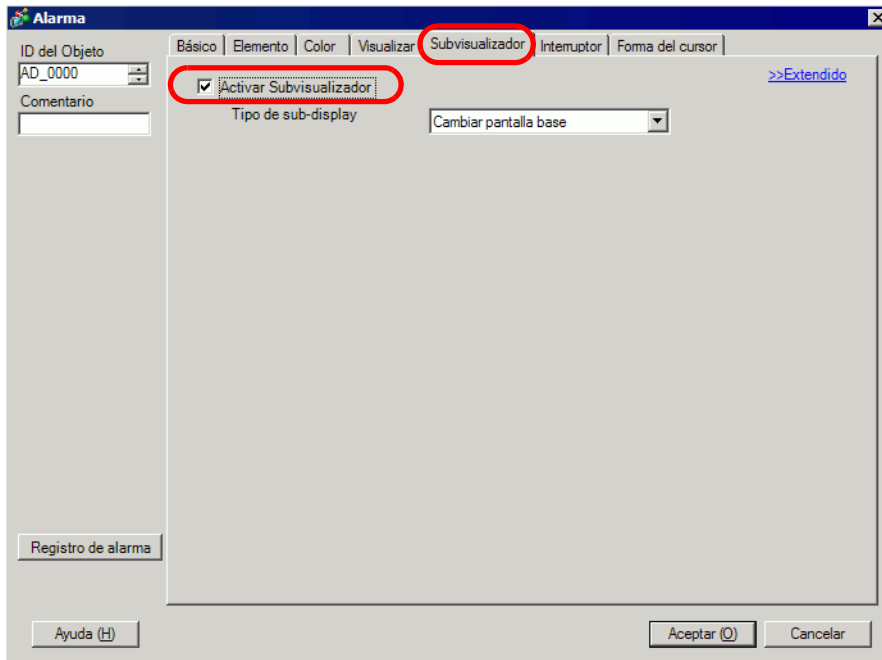 Alarma
ID del Objeto
AD_0000
Comentario
Básico Elemento Color Visualizar Subvisualizador Interruptor Forma del cursor
Activar Subvisualizador
>>Extendido
Tipo de sub-display
Cambiar pantalla base
Registro de alarma
Ayuda (H)
Aceptar (O)
Cancelar